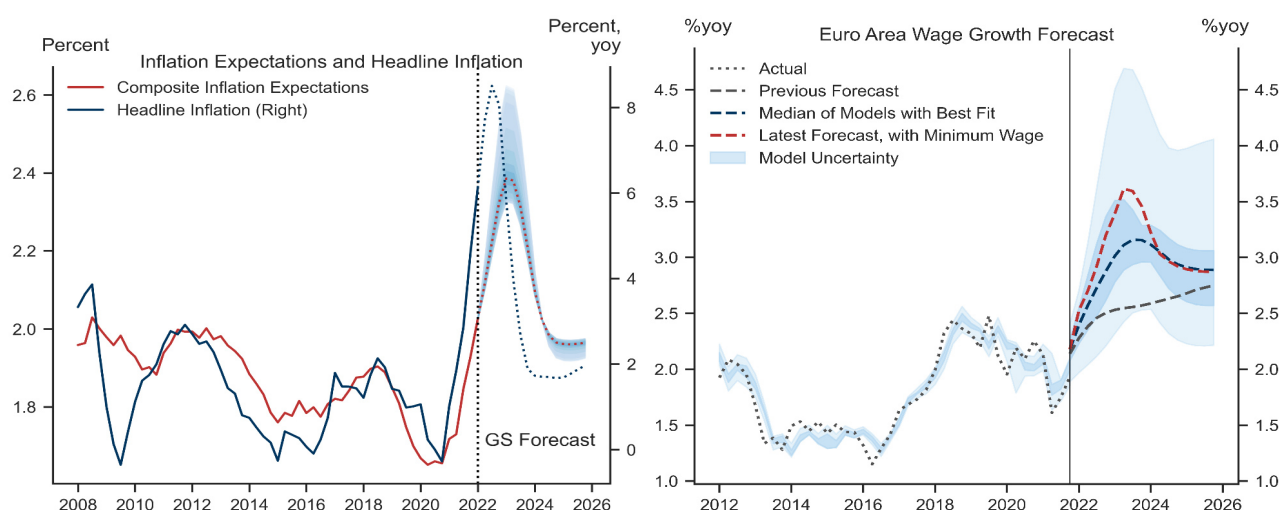 Percent
Percent,
yoy
Inflation Expectations and Headline Inflation
Composite Inflation Expectations
Headline Inflation (Right)
2.6
2.4
2.2
2.0
1.8
8
6
4
2
0
GS Forecast
2008 2010 2012 2014 2016 2018 2020 2022 2024 2026
%yoy
%yoy
Euro Area Wage Growth Forecast
Actual
Previous Forecast
Median of Models with Best Fit
Latest Forecast, with Minimum Wage
Model Uncertainty
4.5
4.0
3.5
3.0
2.5
2.0
1.5
1.0
4.5
4.0
3.5
3.0
2.5
2.0
1.5
1.0
2012 2014 2016 2018 2020 2022 2024 2026